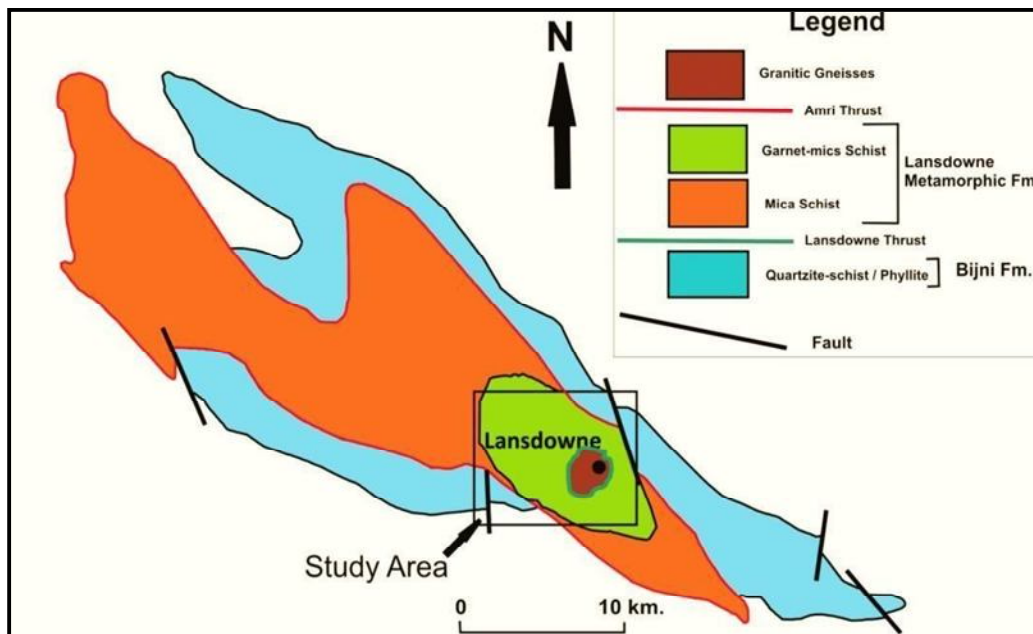 Legend
N
Granitic Gneisses
Amri Thrust
Garnet-mics Schist
Lansdowne
Metamorphic Fm
Mica Schist
Lansdowne Thrust
Quartzite-schist / Phyllite
Bijni Fm.
Fault
Lansdowne
Study Area
0
10 km.